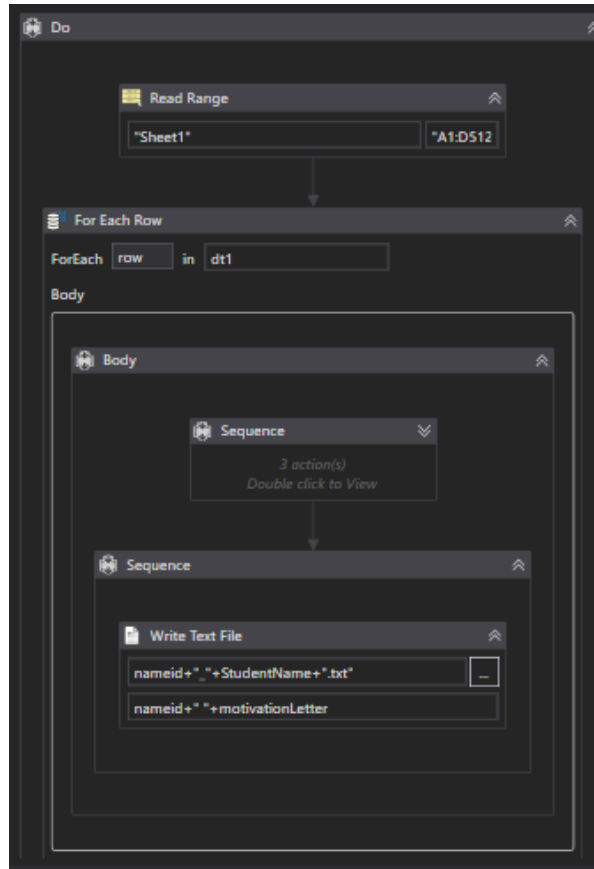 Do
Read Range
"Sheet1" "A1:D512
For Each Row
ForEach row in dt1
Body
Body
Sequence
3 action(s)
Double click to View
Sequence
Write Text File
nameid+"_"+StudentName+".txt" ...
nameid+" "+motivationLetter